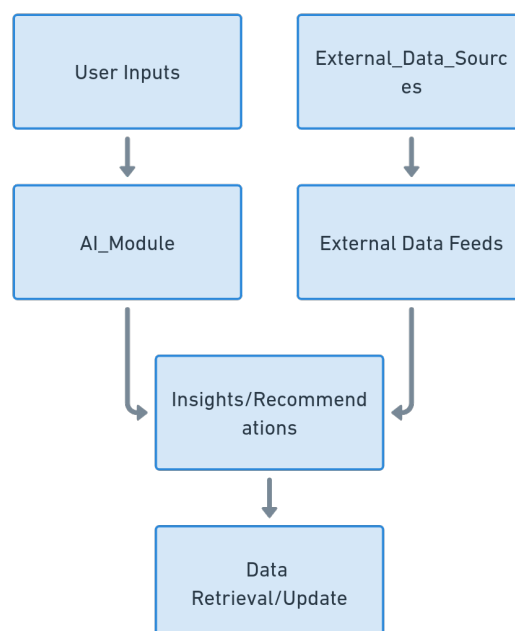 User Inputs
External_Data_Sourc
es
AI_Module
External Data Feeds
Insights/Recommend
ations
Data
Retrieval/Update